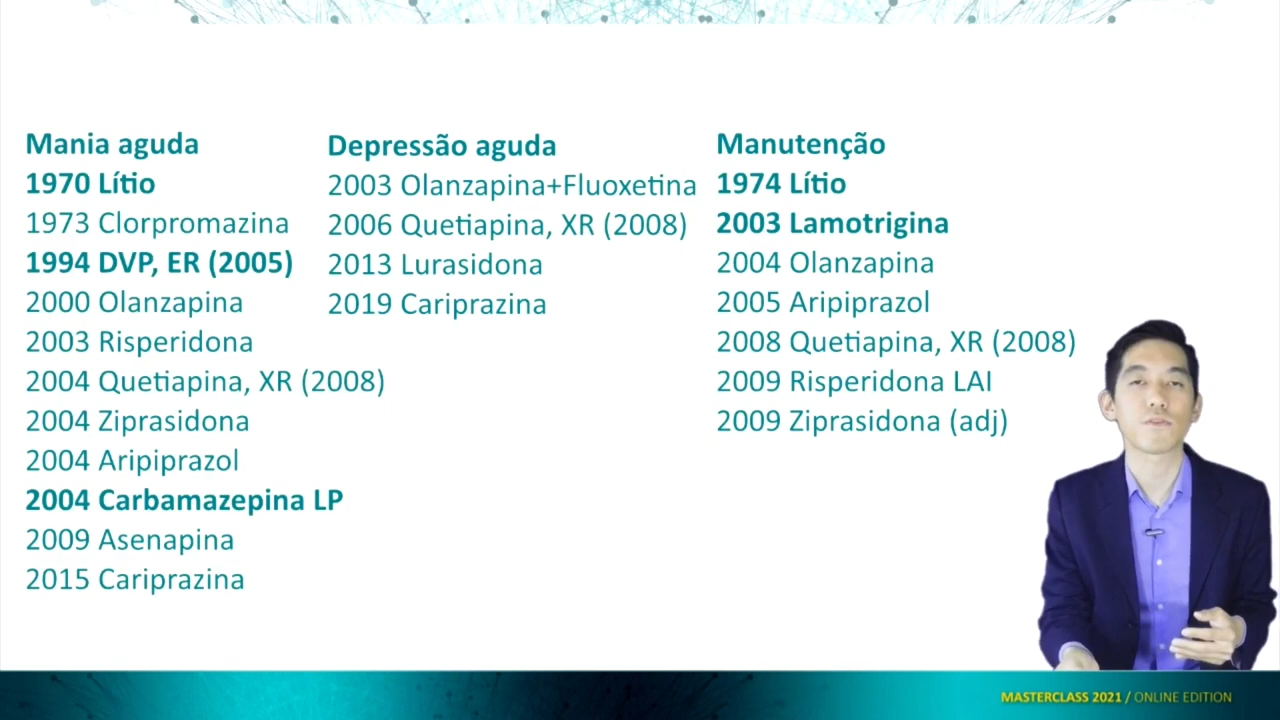 Mania aguda
1970 Lítio
1973 Clorpromazina
1994 DVP, ER (2005)
2000 Olanzapina
2003 Risperidona
2004 Quetiapina, XR (2008)
2004 Ziprasidona
2004 Aripiprazol
2004 Carbamazepina LP
2009 Asenapina
2015 Cariprazina
Depressão aguda
2003 Olanzapina+Fluoxetina
2006 Quetiapina, XR (2008)
2013 Lurasidona
2019 Cariprazina
Manutenção
1974 Lítio
2003 Lamotrigina
2004 Olanzapina
2005 Aripiprazol
2008 Quetiapina, XR (2008)
2009 Risperidona LAI
2009 Ziprasidona (adj)
MASTERCLASS 2021 / ONLINE EDITION